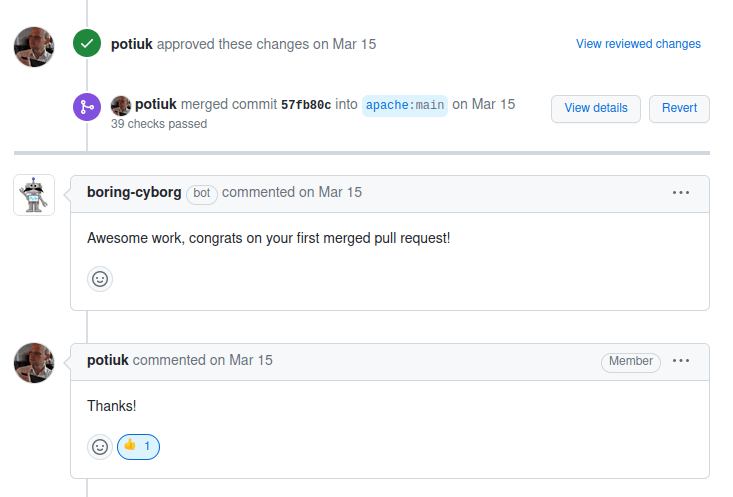 potiuk approved these changes on Mar 15 View reviewed changes
potiuk merged commit 57fb80c into apache:main on Mar 15 View details Revert
39 checks passed
boring-cyborg bot commented on Mar 15 ...
Awesome work, congrats on your first merged pull request!
potiuk commented on Mar 15 Member ...
Thanks!
👍 1